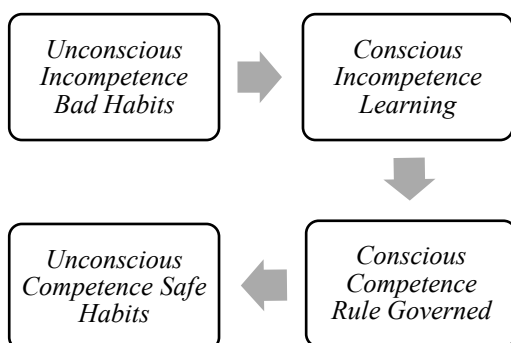 Unconscious
Incompetence
Bad Habits
Conscious
Incompetence
Learning
Conscious
Competence
Rule Governed
Unconscious
Competence Safe
Habits